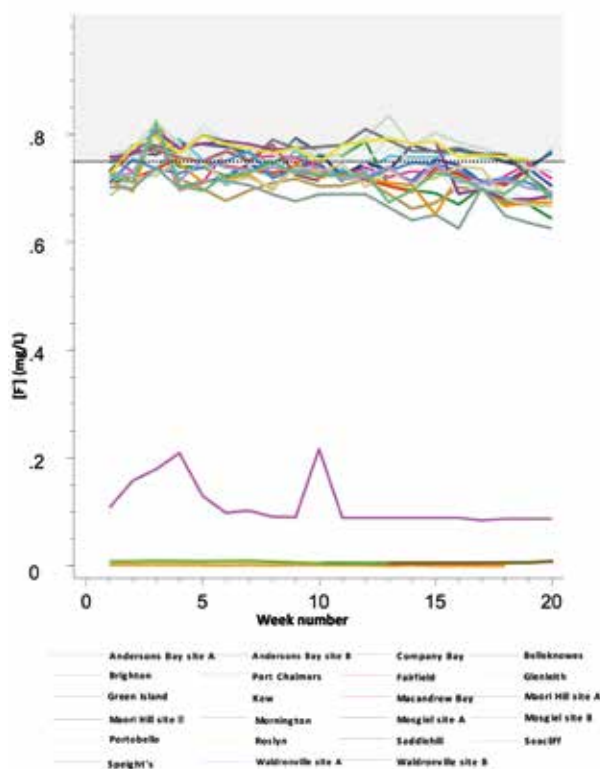 .8
.6
.4
.2
0
[F] (mg/L)
0 5 10 15 20
Week number
Andersons Bay site A Andersons Bay site B Company Bay Belleknowes
Brighton Port Chalmers Fairfield Glenleith
Green Island Kew Macandrew Bay Maori Hill site A
Maori Hill site B Mornington Mosgiel site A Mosgiel site B
Portobello Roslyn Saddlehill Seacliff
Speight's Waldronville site A Waldronville site B